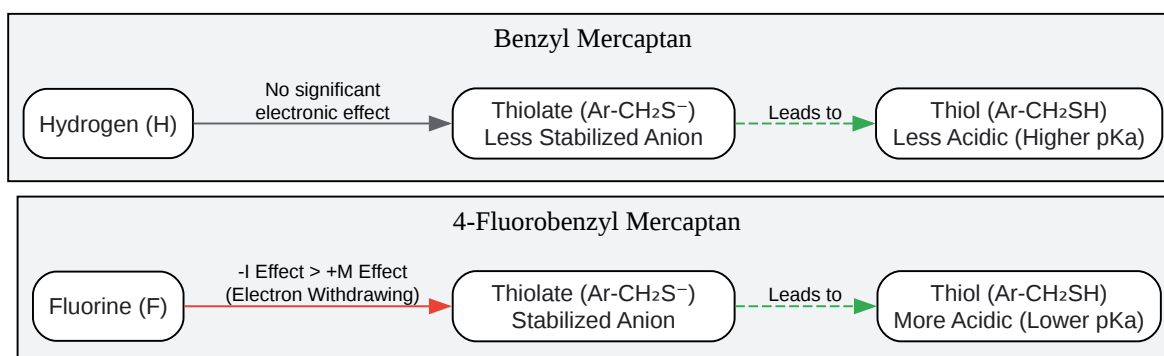 Benzyl Mercaptan
Hydrogen (H)
No significant
electronic effect
Thiolate (Ar-CH₂S⁻)
Less Stabilized Anion
Leads to
Thiol (Ar-CH₂SH)
Less Acidic (Higher pKa)
4-Fluorobenzyl Mercaptan
Fluorine (F)
-I Effect > +M Effect
(Electron Withdrawing)
Thiolate (Ar-CH₂S⁻)
Stabilized Anion
Leads to
Thiol (Ar-CH₂SH)
More Acidic (Lower pKa)